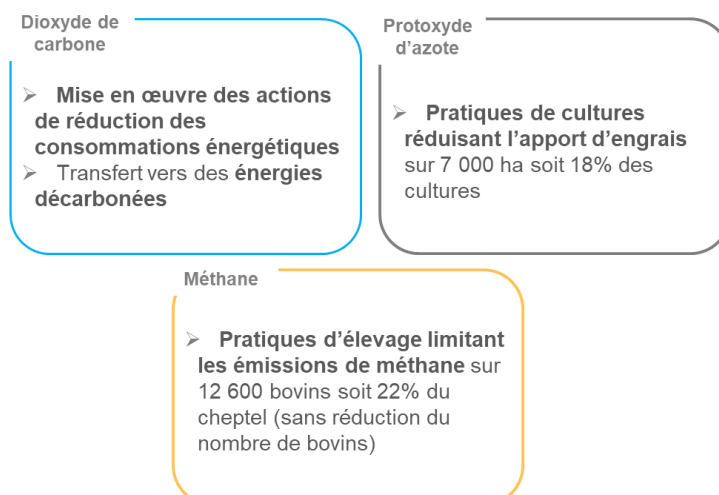 Dioxyde de
carbone
➢ Mise en œuvre des actions
de réduction des
consommations énergétiques
➢ Transfert vers des énergies
décarbonées
Protoxyde
d’azote
➢ Pratiques de cultures
réduisant l’apport d’engrais
sur 7 000 ha soit 18% des
cultures
Méthane
➢ Pratiques d’élevage limitant
les émissions de méthane sur
12 600 bovins soit 22% du
cheptel (sans réduction du
nombre de bovins)